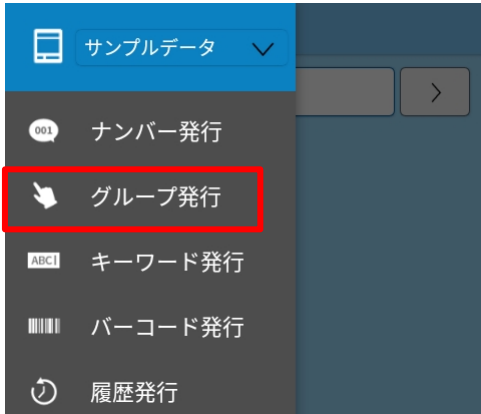 サンプルデータ
001 ナンバー発行
グループ発行
ABC キーワード発行
バーコード発行
履歴発行